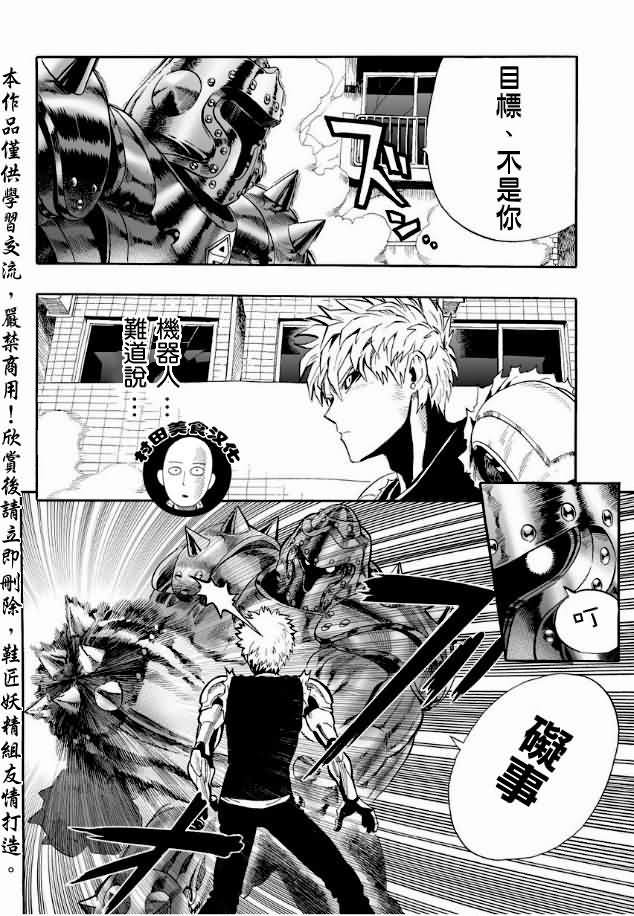 目標、不是你
ズン…
機器人…
難道說…
村田美食汉化
叮
礙事
本作品僅供學習交流，嚴禁商用！欣賞後請立即刪除，鞋匠妖精組友情打造。